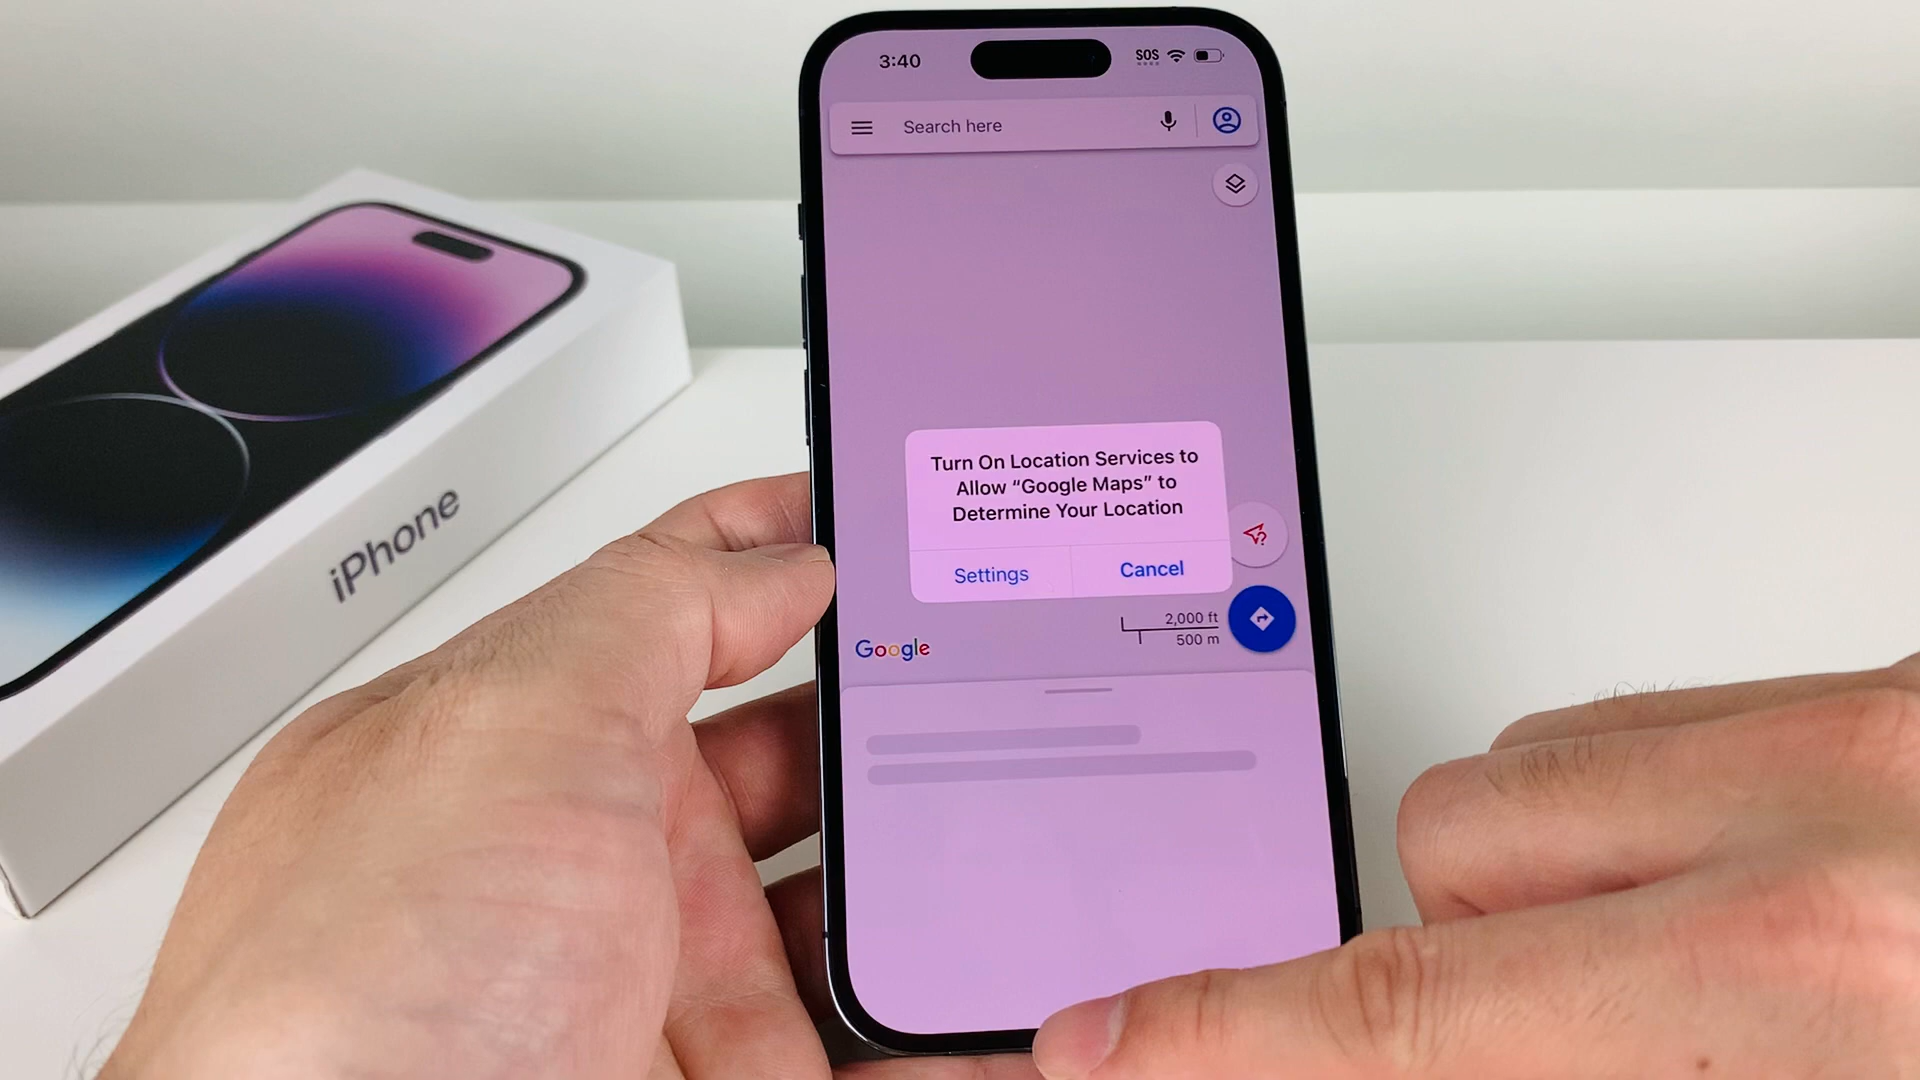 3:40
SOS
Search here
Turn On Location Services to
Allow “Google Maps” to
Determine Your Location
Settings
Cancel
2,000 ft
500 m
Google
iPhone